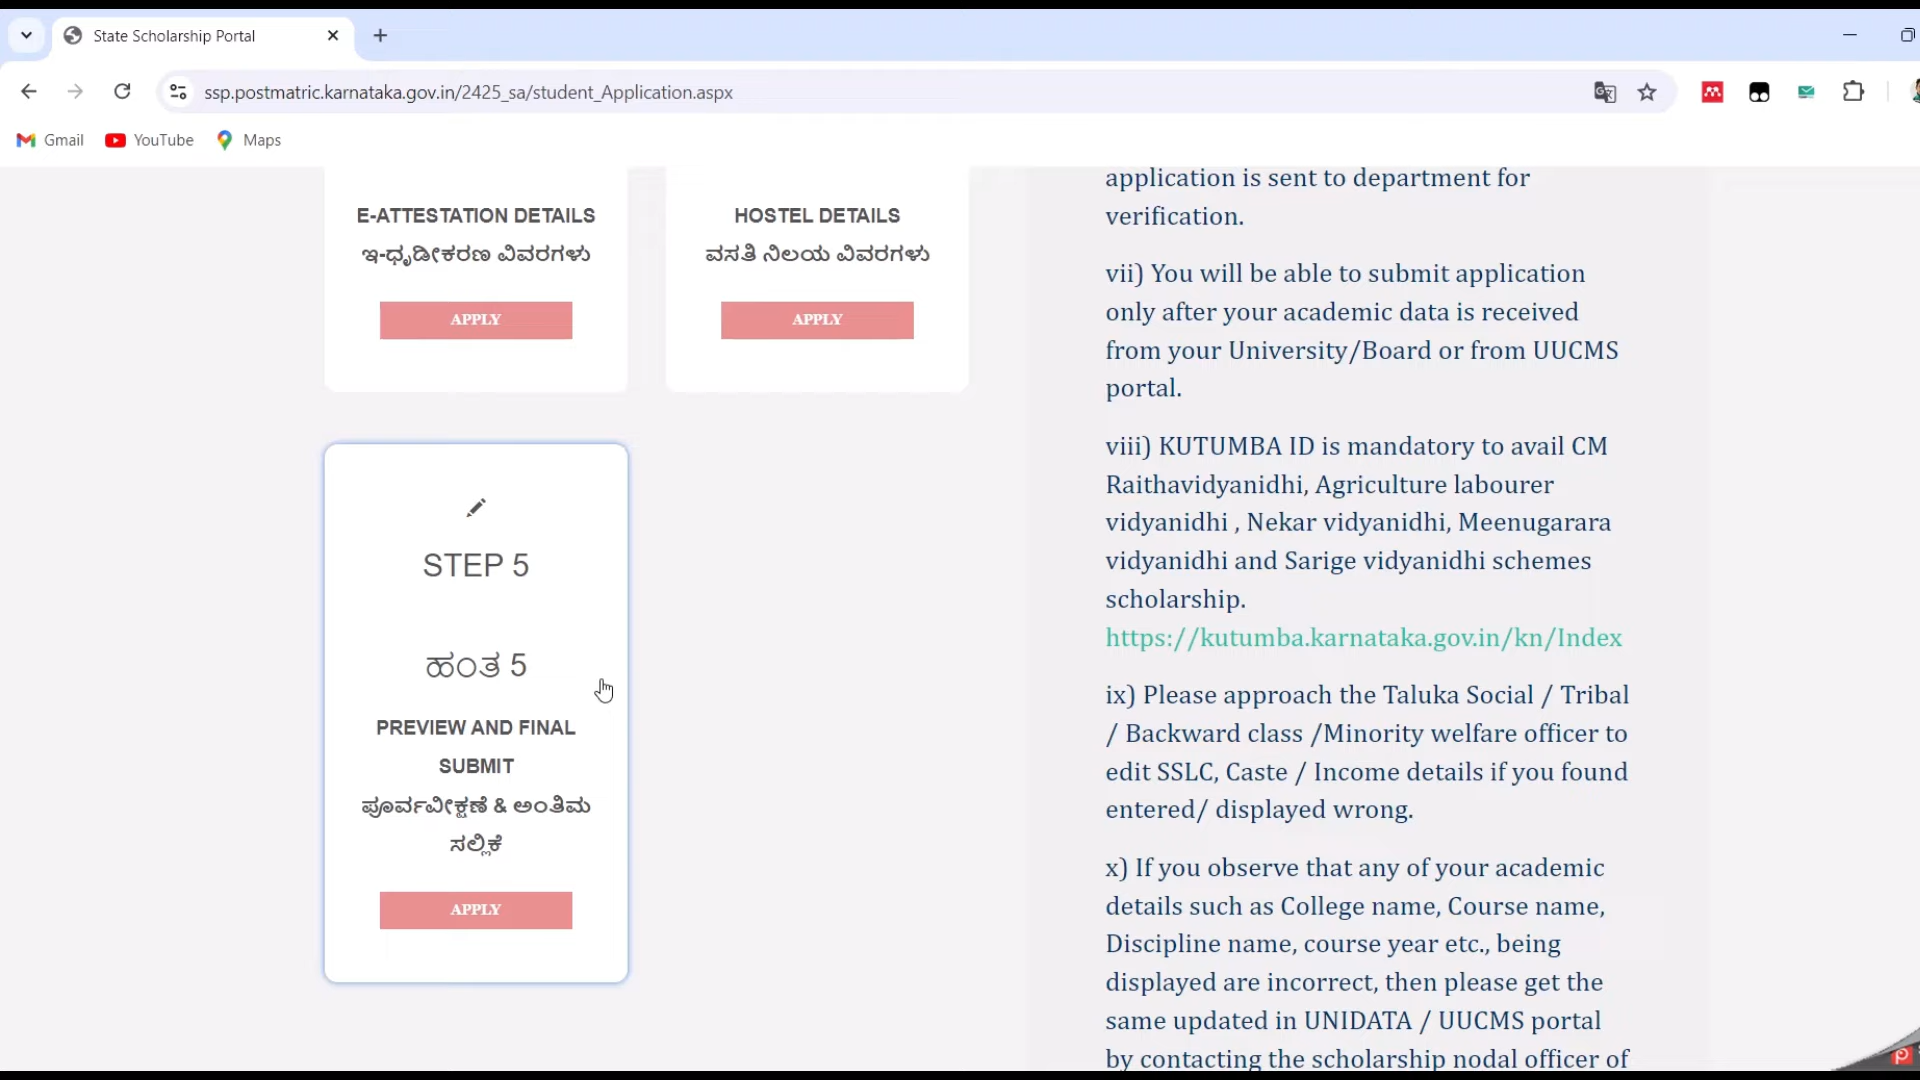 State Scholarship Portal
ssp.postmatric.karnataka.gov.in/2425_sa/student_Application.aspx
Gmail
YouTube
Maps
E-ATTESTATION DETAILS
ಇ-ಧೃಡೀಕರಣ ವಿವರಗಳು
APPLY
HOSTEL DETAILS
ವಸತಿ ನಿಲಯ ವಿವರಗಳು
APPLY
STEP 5
ಹಂತ 5
PREVIEW AND FINAL
SUBMIT
ಪೂರ್ವವೀಕ್ಷಣೆ & ಅಂತಿಮ
ಸಲ್ಲಿಕೆ
APPLY
application is sent to department for
verification.
vii) You will be able to submit application
only after your academic data is received
from your University/Board or from UUCMS
portal.
viii) KUTUMBA ID is mandatory to avail CM
Raithavidyanidhi, Agriculture labourer
vidyanidhi , Nekar vidyanidhi, Meenugarara
vidyanidhi and Sarige vidyanidhi schemes
scholarship.
https://kutumba.karnataka.gov.in/kn/Index
ix) Please approach the Taluka Social / Tribal
/ Backward class /Minority welfare officer to
edit SSLC, Caste / Income details if you found
entered/ displayed wrong.
x) If you observe that any of your academic
details such as College name, Course name,
Discipline name, course year etc., being
displayed are incorrect, then please get the
same updated in UNIDATA / UUCMS portal
by contacting the scholarship nodal officer of